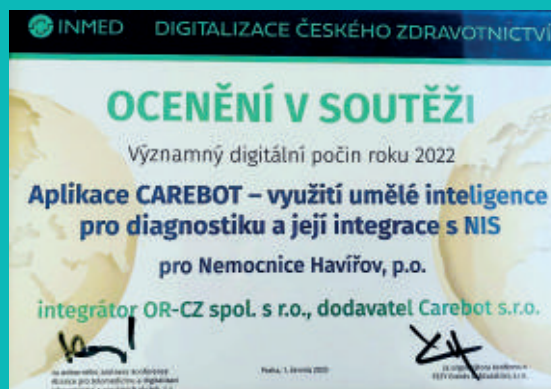 INMED DIGITALIZACE ČESKÉHO ZDRAVOTNICTVÍ
OCENĚNÍ V SOUTĚŽI
Významný digitální počin roku 2022
Aplikace CAREBOT – využití umělé inteligence
pro diagnostiku a její integrace s NIS
pro Nemocnice Havířov, p.o.
integrátor OR-CZ spol. s r.o., dodavatel Carebot s.r.o.